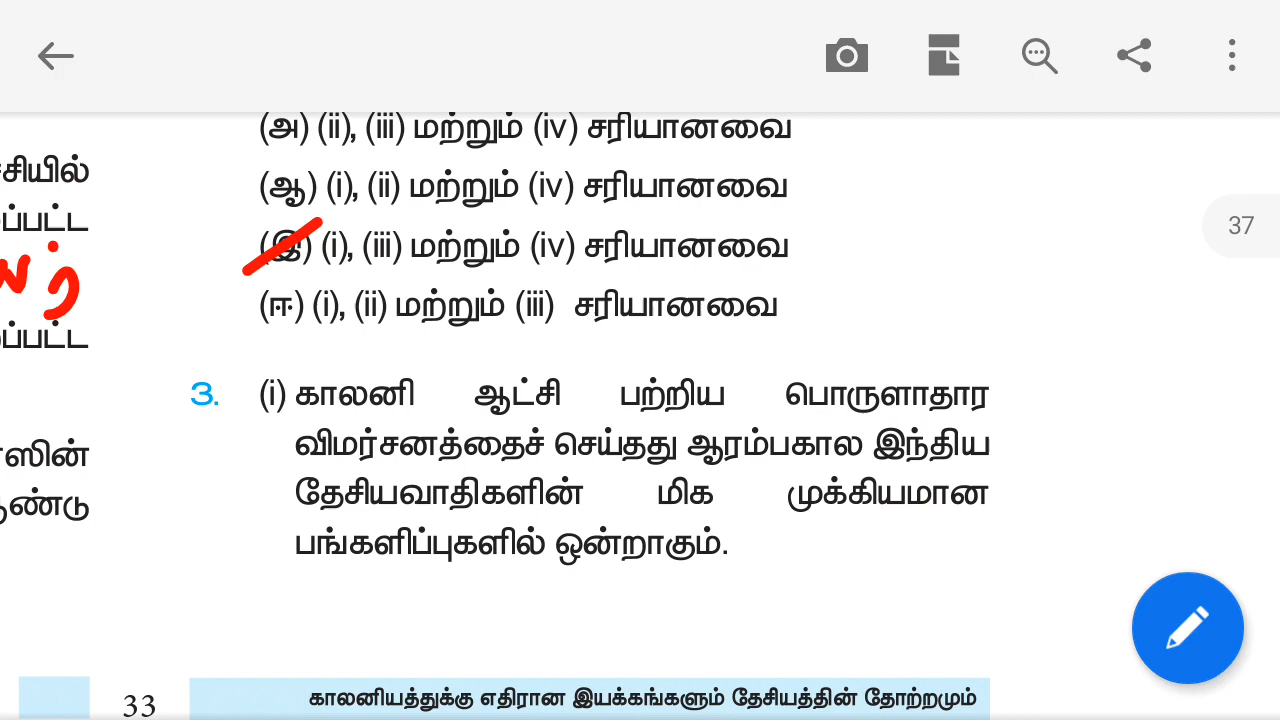 37
(அ) (ii), (iii) மற்றும் (iv) சரியானவை
(ஆ) (i), (ii) மற்றும் (iv) சரியானவை
(இ) (i), (iii) மற்றும் (iv) சரியானவை
(ஈ) (i), (ii) மற்றும் (iii) சரியானவை
3. (i) காலனி ஆட்சி பற்றிய பொருளாதார
விமர்சனத்தைச் செய்தது ஆரம்பகால இந்திய
தேசியவாதிகளின் மிக முக்கியமான
பங்களிப்புகளில் ஒன்றாகும்.
33
காலனியத்துக்கு எதிரான இயக்கங்களும் தேசியத்தின் தோற்றமும்